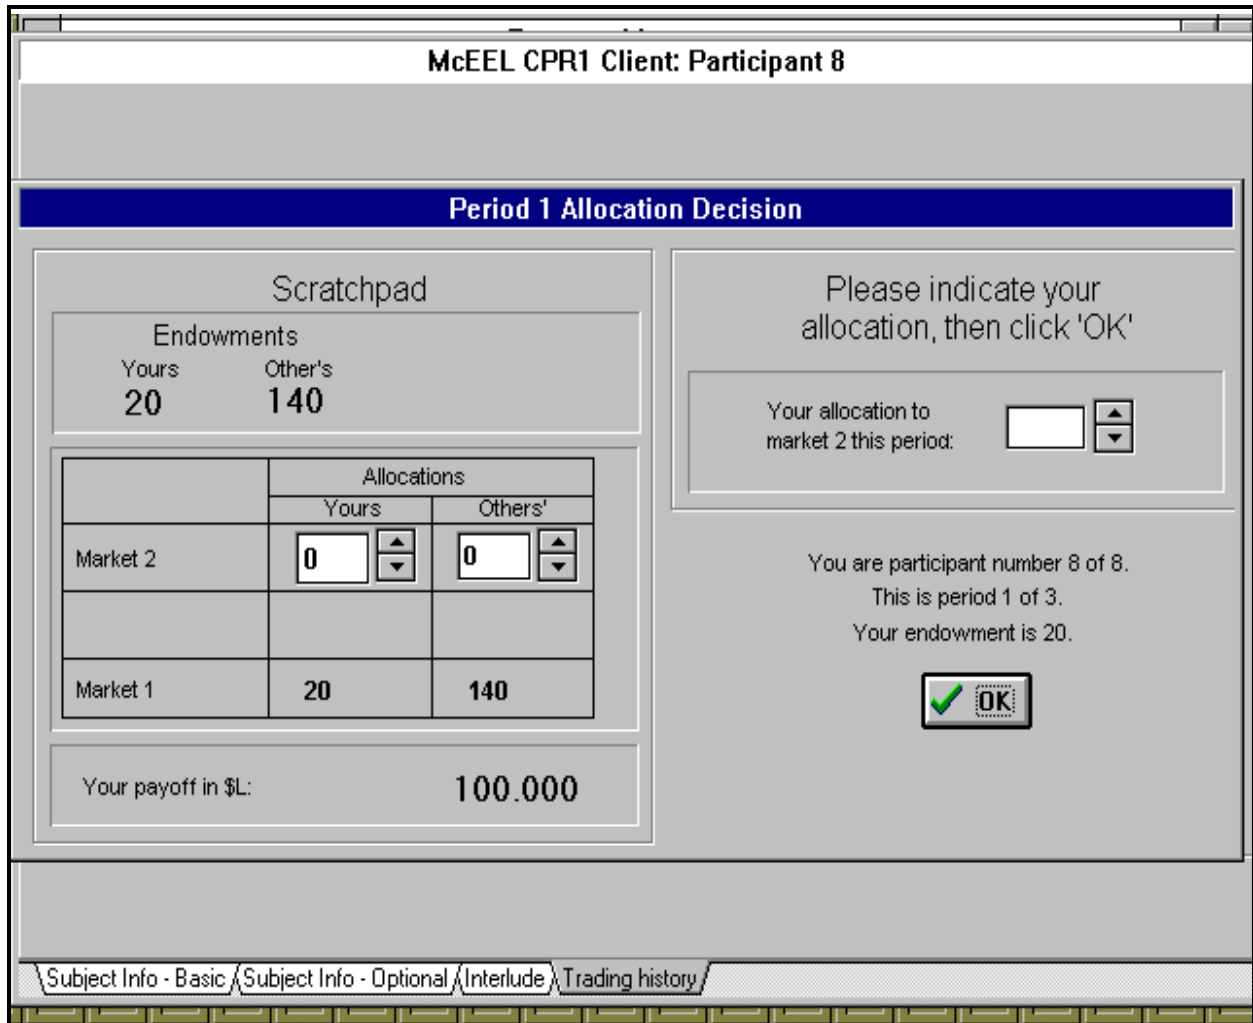 McEEL CPR1 Client: Participant 8
Period 1 Allocation Decision
Scratchpad
Endowments
Yours Other's
20 140
Allocations
Yours Others'
Market 2 0 0
Market 1 20 140
Your payoff in $L: 100.000
Please indicate your
allocation, then click 'OK'
Your allocation to
market 2 this period:
You are participant number 8 of 8.
This is period 1 of 3.
Your endowment is 20.
OK
Subject Info - Basic Subject Info - Optional Interlude Trading history